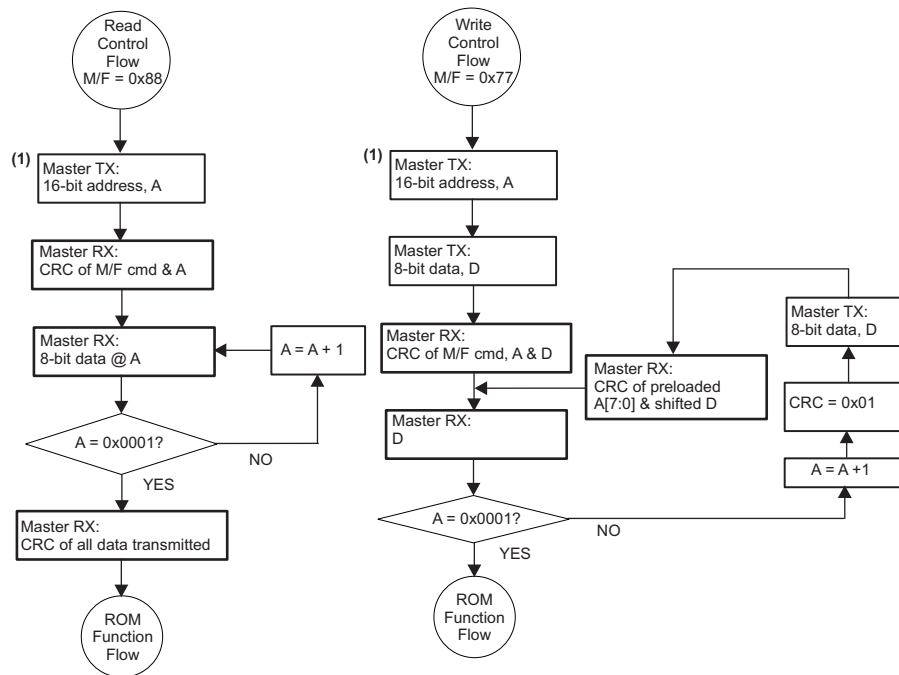 Read
Control
Flow
M/F = 0x88
(1)
Master TX:
16-bit address, A
Master RX:
CRC of M/F cmd & A
Master RX:
8-bit data @ A
A = A + 1
A = 0x0001?
NO
YES
Master RX:
CRC of all data transmitted
ROM
Function
Flow
Write
Control
Flow
M/F = 0x77
(1)
Master TX:
16-bit address, A
Master TX:
8-bit data, D
Master RX:
CRC of M/F cmd, A & D
Master RX:
D
A = 0x0001?
NO
YES
ROM
Function
Flow
A = A +1
CRC = 0x01
Master TX:
8-bit data, D
Master RX:
CRC of preloaded
A[7:0] & shifted D